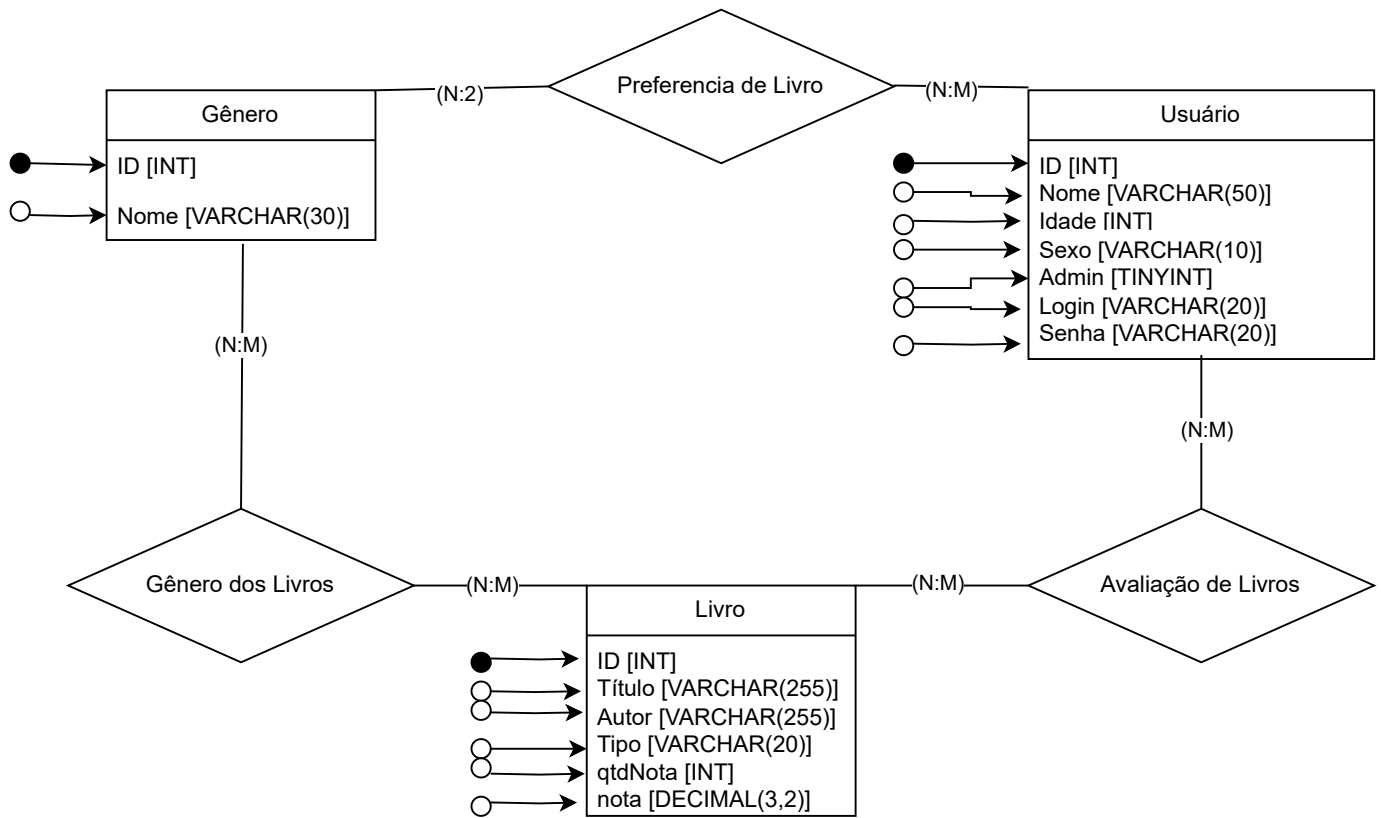 Preferencia de Livro
(N:2)
(N:M)
Gênero
ID [INT]
Nome [VARCHAR(30)]
Usuário
ID [INT]
Nome [VARCHAR(50)]
Idade [INT]
Sexo [VARCHAR(10)]
Admin [TINYINT]
Login [VARCHAR(20)]
Senha [VARCHAR(20)]
(N:M)
(N:M)
Gênero dos Livros
(N:M)
Livro
ID [INT]
Título [VARCHAR(255)]
Autor [VARCHAR(255)]
Tipo [VARCHAR(20)]
qtdNota [INT]
nota [DECIMAL(3,2)]
(N:M)
Avaliação de Livros